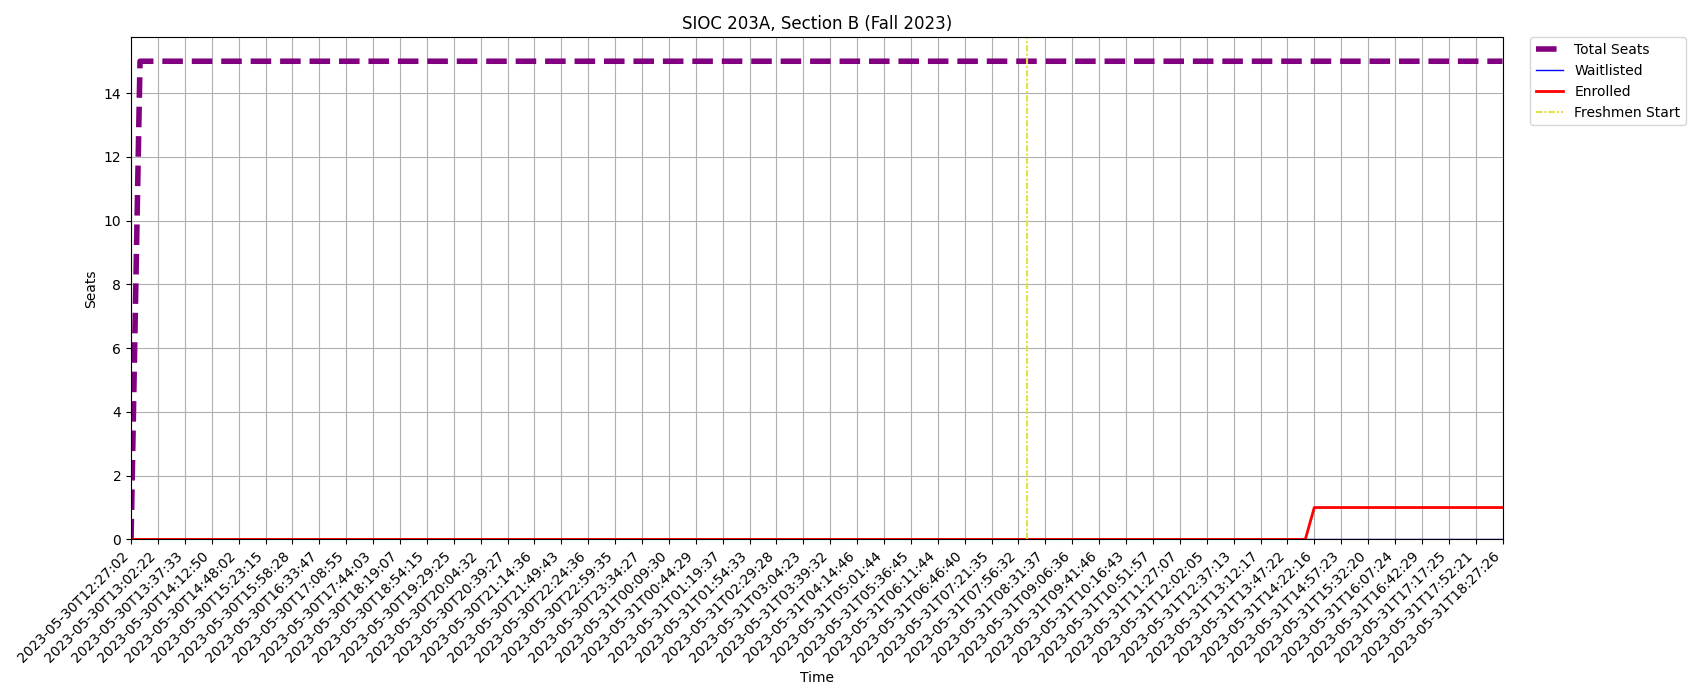 SIOC 203A, Section B (Fall 2023)
Total Seats
Waitlisted
Enrolled
Freshmen Start
Seats
14
12
10
8
6
4
2
0
2023-05-30T12:27:02
2023-05-30T13:02:22
2023-05-30T13:37:33
2023-05-30T14:12:50
2023-05-30T14:48:02
2023-05-30T15:23:15
2023-05-30T15:58:28
2023-05-30T16:33:47
2023-05-30T17:08:55
2023-05-30T17:44:03
2023-05-30T18:19:07
2023-05-30T18:54:15
2023-05-30T19:29:25
2023-05-30T20:04:32
2023-05-30T20:39:27
2023-05-30T21:14:36
2023-05-30T21:49:43
2023-05-30T22:24:36
2023-05-30T22:59:35
2023-05-30T23:34:27
2023-05-31T00:09:30
2023-05-31T00:44:29
2023-05-31T01:19:37
2023-05-31T01:54:33
2023-05-31T02:29:28
2023-05-31T03:04:23
2023-05-31T03:39:32
2023-05-31T04:14:46
2023-05-31T05:01:44
2023-05-31T05:36:45
2023-05-31T06:11:44
2023-05-31T06:46:40
2023-05-31T07:21:35
2023-05-31T07:56:32
2023-05-31T08:31:37
2023-05-31T09:06:36
2023-05-31T09:41:46
2023-05-31T10:16:43
2023-05-31T10:51:57
2023-05-31T11:27:07
2023-05-31T12:02:05
2023-05-31T12:37:13
2023-05-31T13:12:17
2023-05-31T13:47:22
2023-05-31T14:22:16
2023-05-31T14:57:23
2023-05-31T15:32:20
2023-05-31T16:07:24
2023-05-31T16:42:29
2023-05-31T17:17:25
2023-05-31T17:52:21
2023-05-31T18:27:26
Time